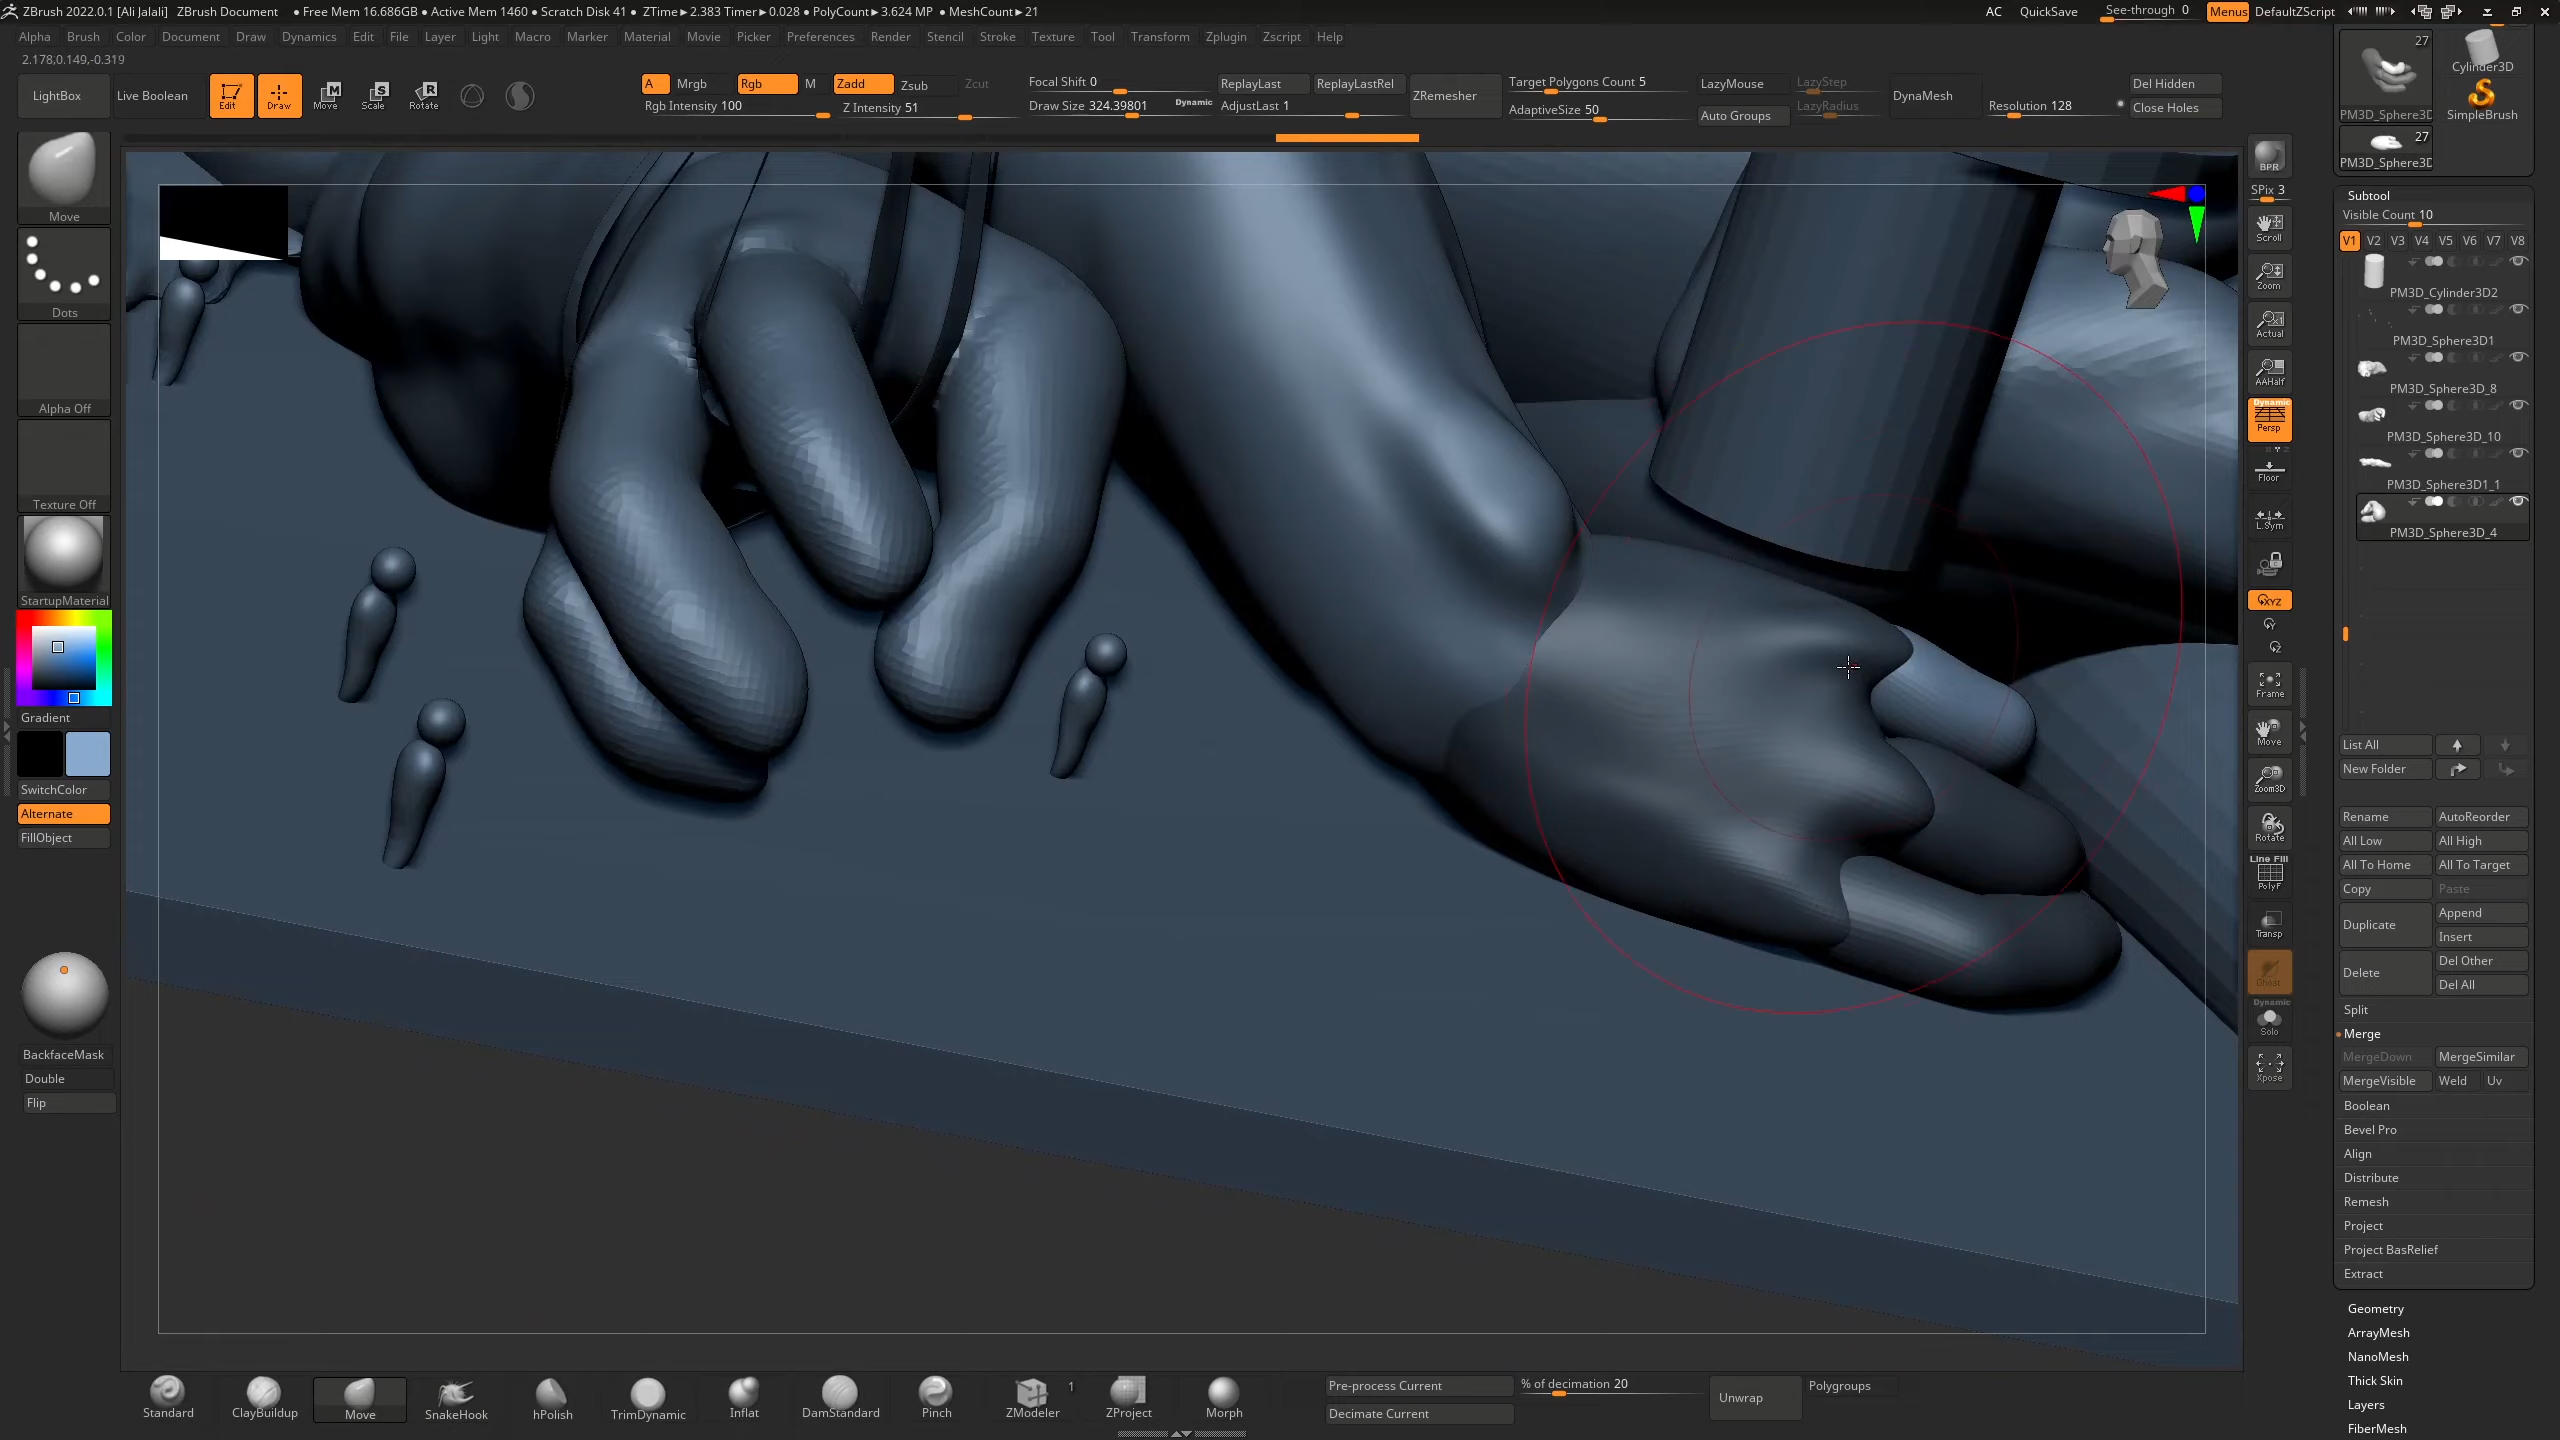 ZBrush 2022.0.1 [Ali Jalali] ZBrush Document • Free Mem 16.686GB • Active Mem 1460 • Scratch Disk 41 • ZTime►2.383 Timer►0.028 • PolyCount►3.624 MP • MeshCount►21 AC QuickSave See-through 0 Menus DefaultZScript
Alpha Brush Color Document Draw Dynamics Edit File Layer Light Macro Marker Material Movie Picker Preferences Render Stencil Stroke Texture Tool Transform Zplugin Zscript Help
2.178,0.149,-0.319
LightBox Live Boolean Edit Draw Move Scale Rotate
A Mrgb Rgb M Zadd Zsub Zcut
Rgb Intensity 100 Z Intensity 51
Focal Shift 0
Draw Size 324.39801 Dynamic
ReplayLast ReplayLastRel
AdjustLast 1
ZRemesher
Target Polygons Count 5
AdaptiveSize 50
LazyMouse LazyStep
Auto Groups LazyRadius
DynaMesh
Resolution 128
Del Hidden
Close Holes
Move
Dots
Alpha Off
Texture Off
StartupMaterial
Gradient
SwitchColor
Alternate
FillObject
BackfaceMask
Double
Flip
BPR
SPix 3
Scroll
Zoom
Actual
AAHalf
Dynamic
Persp
Floor
L.Sym
XYZ
Frame
Move
Zoom3D
Rotate
Line Fill
PolyF
Transp
Ghost
Dynamic
Solo
Xpose
27
Cylinder3D
PM3D_Sphere3D
SimpleBrush
27
PM3D_Sphere3D
Subtool
Visible Count 10
V1 V2 V3 V4 V5 V6 V7 V8
PM3D_Cylinder3D2
PM3D_Sphere3D1
PM3D_Sphere3D_8
PM3D_Sphere3D_10
PM3D_Sphere3D1_1
PM3D_Sphere3D_4
List All
New Folder
Rename AutoReorder
All Low All High
All To Home All To Target
Copy Paste
Duplicate Append
Insert
Delete Del Other
Del All
Split
Merge
MergeDown MergeSimilar
MergeVisible Weld Uv
Boolean
Bevel Pro
Align
Distribute
Remesh
Project
Project BasRelief
Extract
Geometry
ArrayMesh
NanoMesh
Thick Skin
Layers
FiberMesh
Standard ClayBuildup Move SnakeHook hPolish TrimDynamic Inflat DamStandard Pinch ZModeler 1 ZProject Morph
Pre-process Current % of decimation 20
Decimate Current
Unwrap
Polygroups